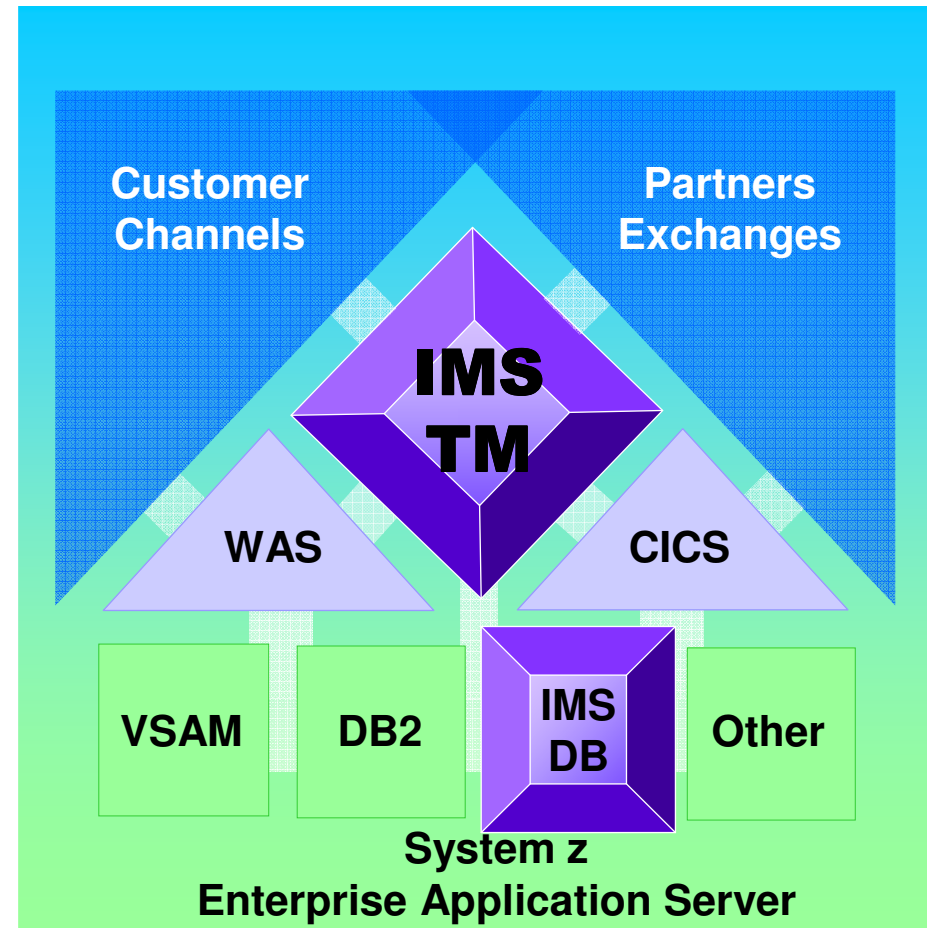 Customer
Channels
Partners
Exchanges
IMS
TM
WAS
CICS
VSAM
DB2
IMS
DB
Other
System z
Enterprise Application Server